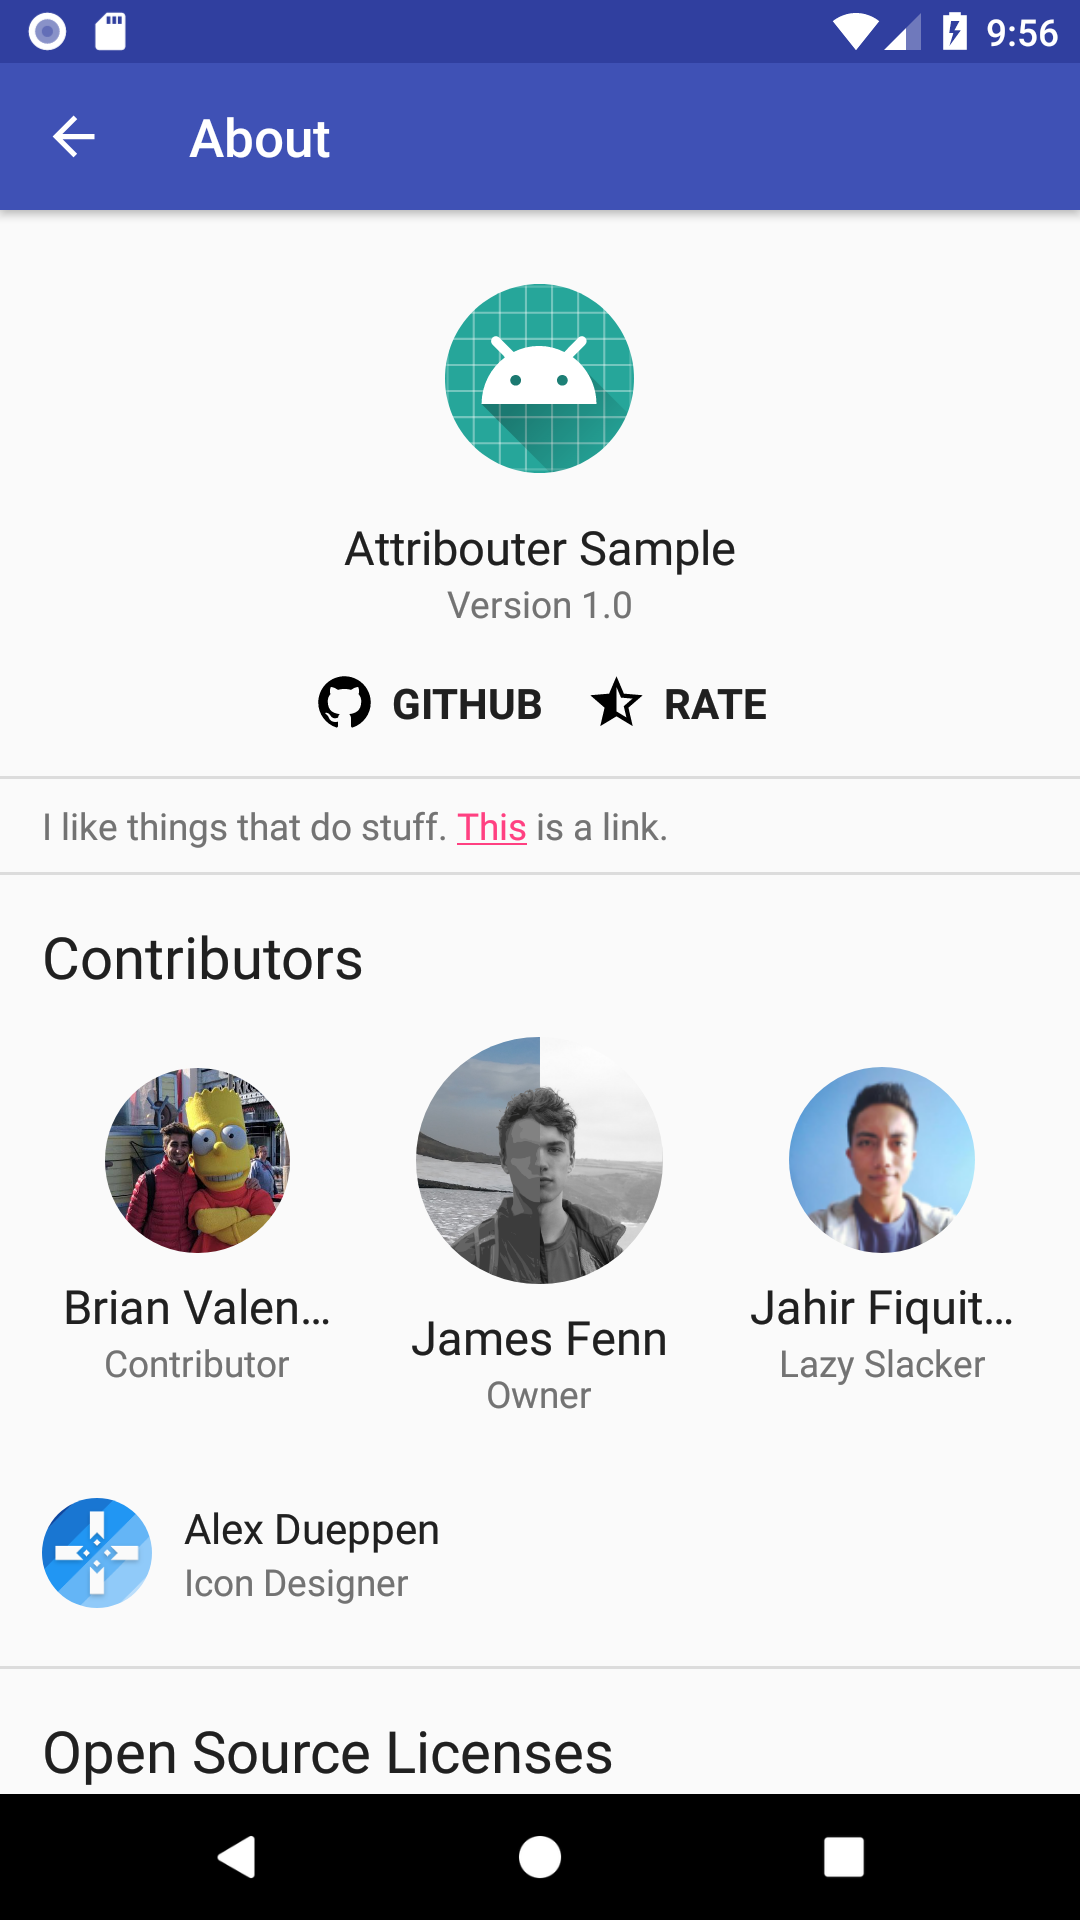 9:56
About
Attribouter Sample
Version 1.0
GITHUB RATE
I like things that do stuff. This is a link.
Contributors
Brian Valen...
James Fenn
Jahir Fiquit...
Contributor
Owner
Lazy Slacker
Alex Dueppen
Icon Designer
Open Source Licenses